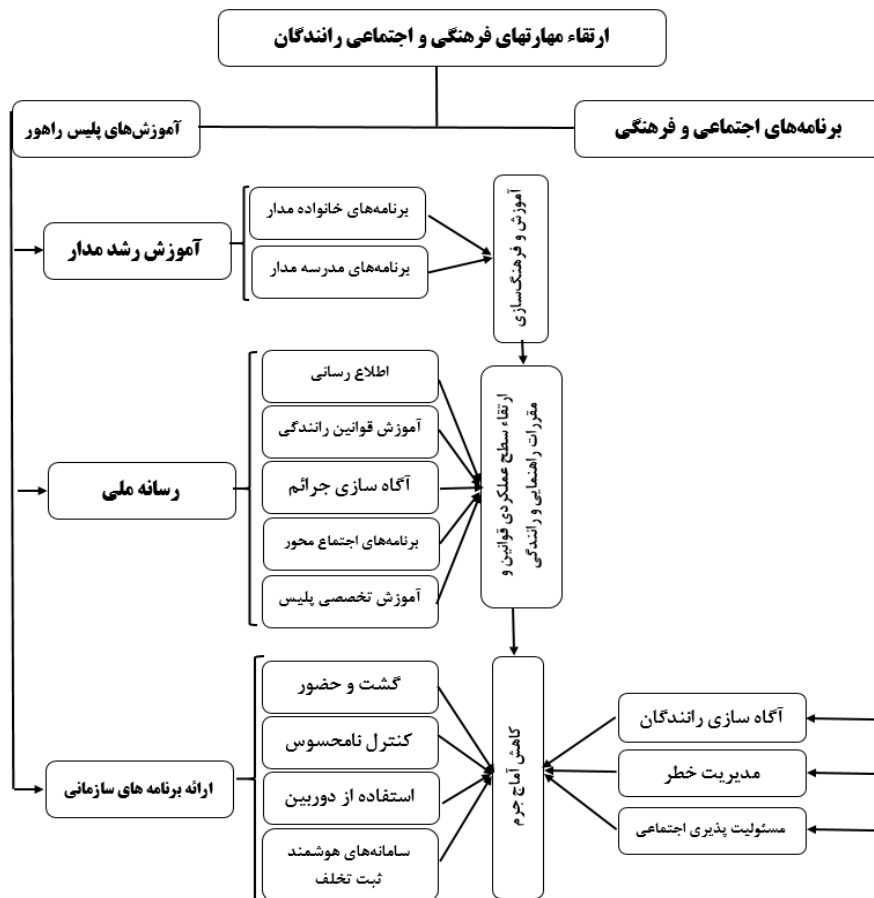 ارتقاء مهارتهای فرهنگی و اجتماعی رانندگان
برنامه‌های اجتماعی و فرهنگی
آموزش‌های پلیس راهور
آموزش و فرهنگ‌سازی
برنامه‌های خانواده مدار
برنامه‌های مدرسه مدار
آموزش رشد مدار
ارتقاء سطح عملکردی قوانین و
مقررات راهنمایی و رانندگی
اطلاع رسانی
آموزش قوانین رانندگی
آگاه سازی جرائم
برنامه‌های اجتماع محور
آموزش تخصصی پلیس
رسانه ملی
آگاه سازی رانندگان
مدیریت خطر
مسئولیت پذیری اجتماعی
کاهش آماج جرم
گشت و حضور
کنترل نامحسوس
استفاده از دوربین
سامانه‌های هوشمند
ثبت تخلف
ارائه برنامه های سازمانی